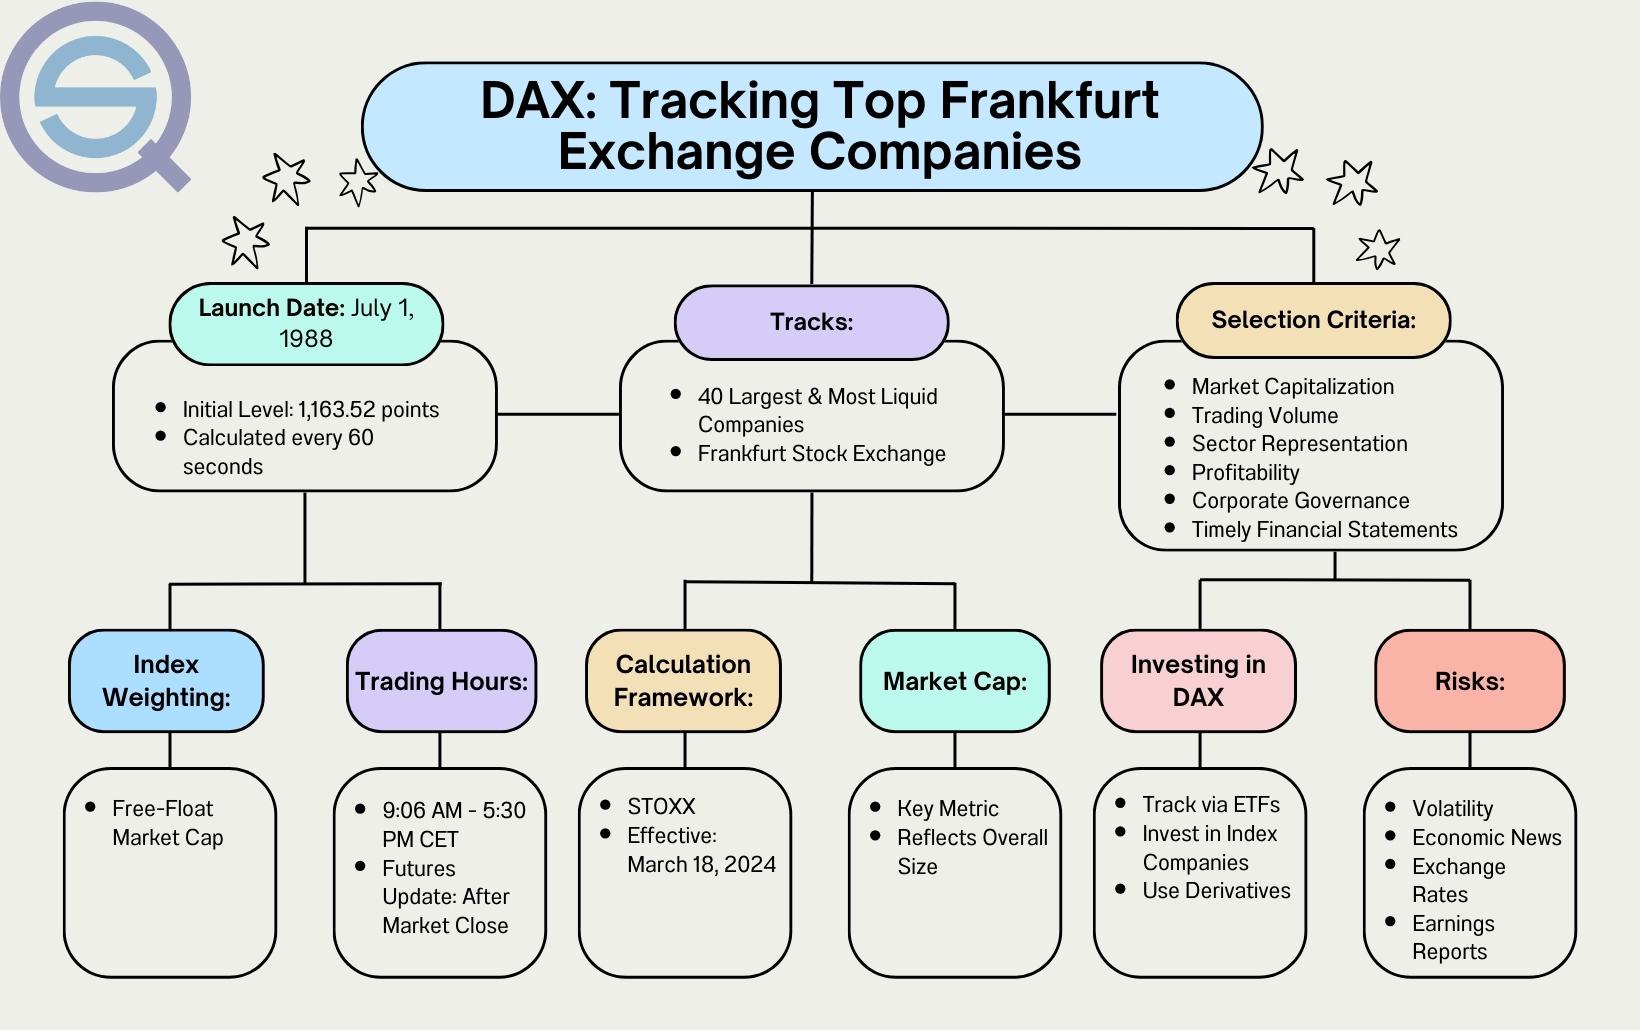 DAX: Tracking Top Frankfurt
Exchange Companies
Launch Date: July 1,
1988
Initial Level: 1,163.52 points
Calculated every 60
seconds
Tracks:
40 Largest & Most Liquid
Companies
Frankfurt Stock Exchange
Selection Criteria:
Market Capitalization
Trading Volume
Sector Representation
Profitability
Corporate Governance
Timely Financial Statements
Index
Weighting:
Free-Float
Market Cap
Trading Hours:
9:06 AM - 5:30
PM CET
Futures
Update: After
Market Close
Calculation
Framework:
STOXX
Effective:
March 18, 2024
Market Cap:
Key Metric
Reflects Overall
Size
Investing in
DAX
Track via ETFs
Invest in Index
Companies
Use Derivatives
Risks:
Volatility
Economic News
Exchange
Rates
Earnings
Reports